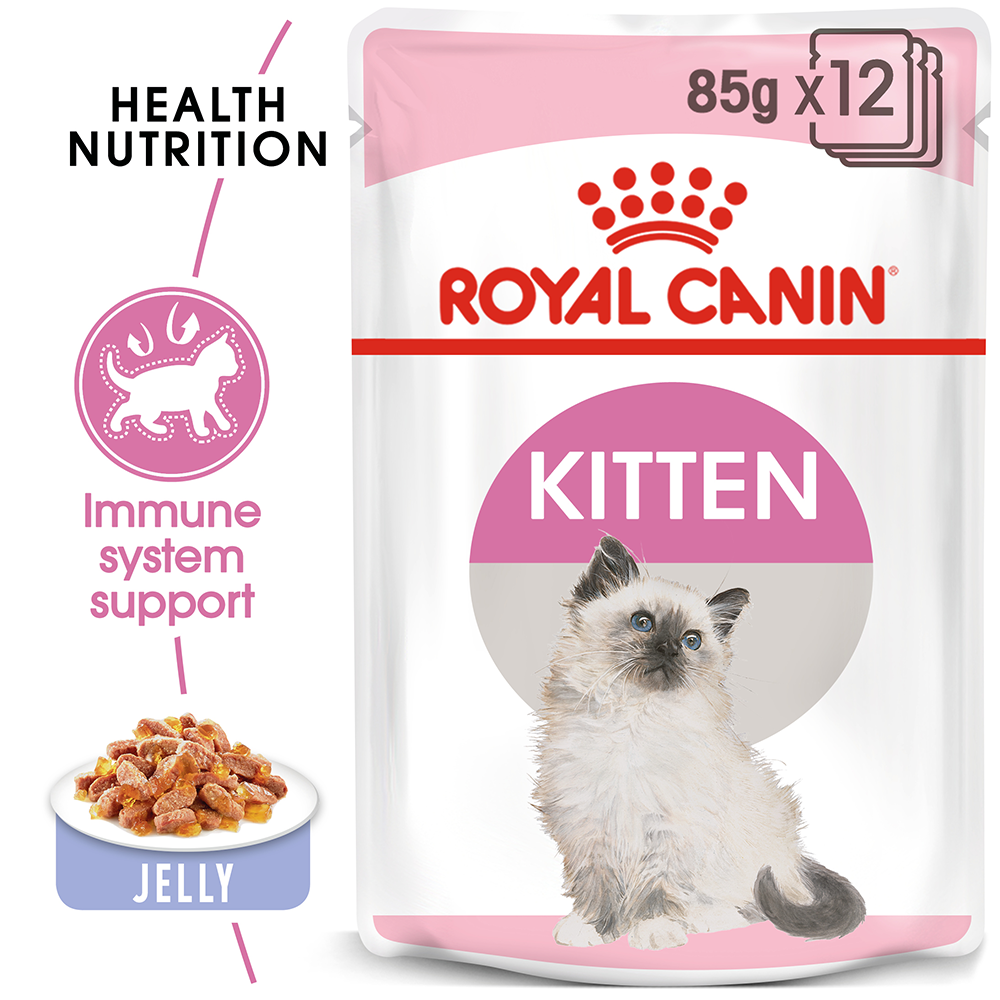 HEALTH
NUTRITION
Immune
system
support
JELLY
85g x12
ROYAL CANIN®
KITTEN